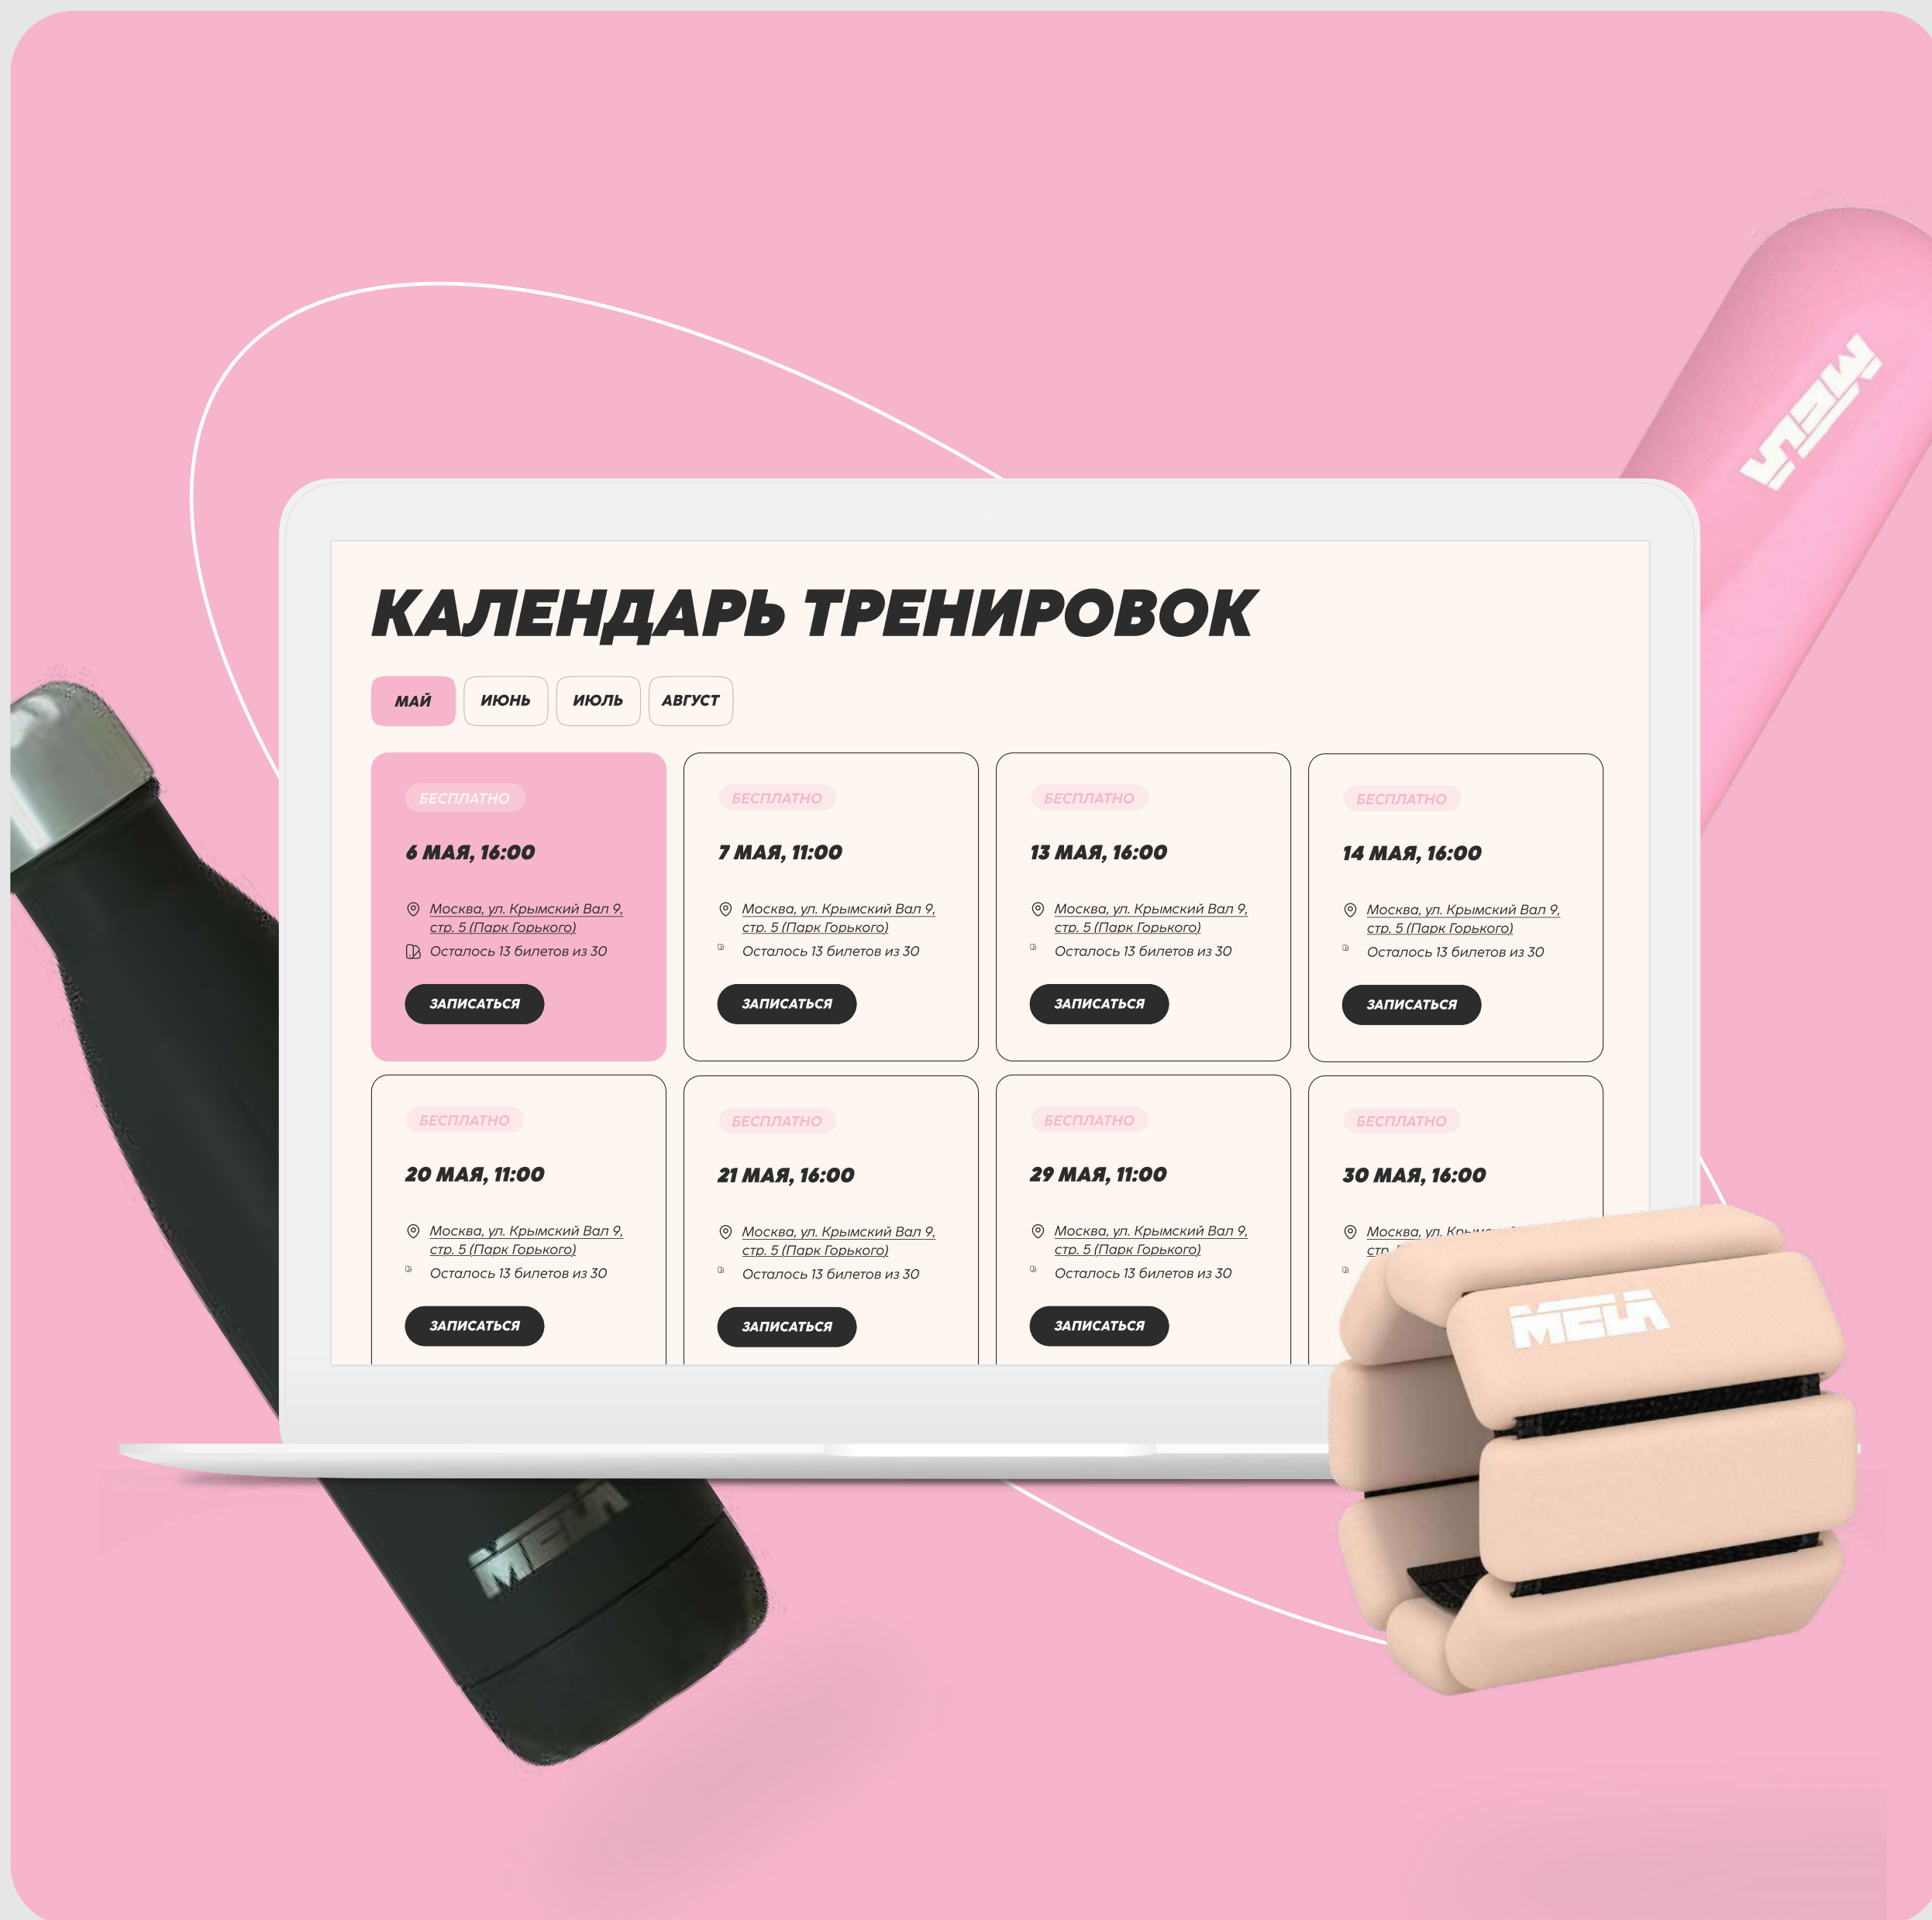 MELA
КАЛЕНДАРЬ ТРЕНИРОВОК
МАЙ
ИЮНЬ
ИЮЛЬ
АВГУСТ
БЕСПЛАТНО
6 МАЯ, 16:00
Москва, ул. Крымский Вал 9,
стр. 5 (Парк Горького)
Осталось 13 билетов из 30
ЗАПИСАТЬСЯ
БЕСПЛАТНО
7 МАЯ, 11:00
Москва, ул. Крымский Вал 9,
стр. 5 (Парк Горького)
Осталось 13 билетов из 30
ЗАПИСАТЬСЯ
БЕСПЛАТНО
13 МАЯ, 16:00
Москва, ул. Крымский Вал 9,
стр. 5 (Парк Горького)
Осталось 13 билетов из 30
ЗАПИСАТЬСЯ
БЕСПЛАТНО
14 МАЯ, 16:00
Москва, ул. Крымский Вал 9,
стр. 5 (Парк Горького)
Осталось 13 билетов из 30
ЗАПИСАТЬСЯ
БЕСПЛАТНО
20 МАЯ, 11:00
Москва, ул. Крымский Вал 9,
стр. 5 (Парк Горького)
Осталось 13 билетов из 30
ЗАПИСАТЬСЯ
БЕСПЛАТНО
21 МАЯ, 16:00
Москва, ул. Крымский Вал 9,
стр. 5 (Парк Горького)
Осталось 13 билетов из 30
ЗАПИСАТЬСЯ
БЕСПЛАТНО
29 МАЯ, 11:00
Москва, ул. Крымский Вал 9,
стр. 5 (Парк Горького)
Осталось 13 билетов из 30
ЗАПИСАТЬСЯ
БЕСПЛАТНО
30 МАЯ, 16:00
Москва, ул.
стр.
MELA
MELA